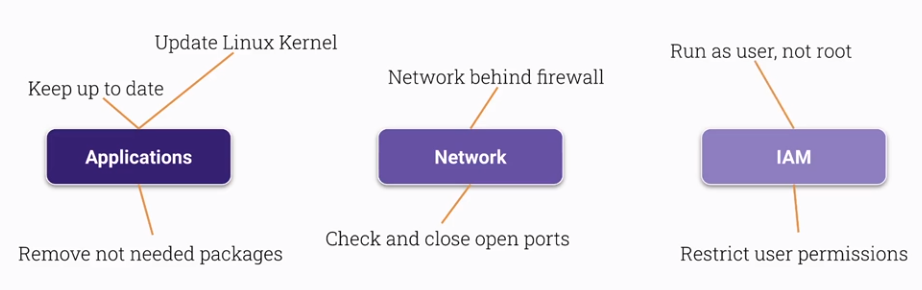 Update Linux Kernel
Keep up to date
Applications
Remove not needed packages
Network behind firewall
Network
Check and close open ports
Run as user, not root
IAM
Restrict user permissions